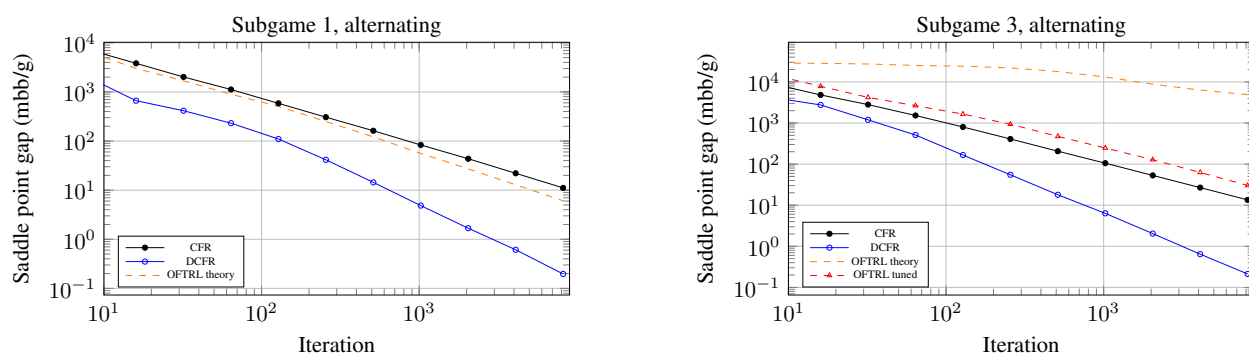 Subgame 1, alternating
Saddle point gap (mbb/g)
10^4
10^3
10^2
10^1
10^0
10^−1
CFR
DCFR
OFTRL theory
10^1
10^2
10^3
Iteration
Subgame 3, alternating
Saddle point gap (mbb/g)
10^4
10^3
10^2
10^1
10^0
10^−1
CFR
DCFR
OFTRL theory
OFTRL tuned
10^1
10^2
10^3
Iteration